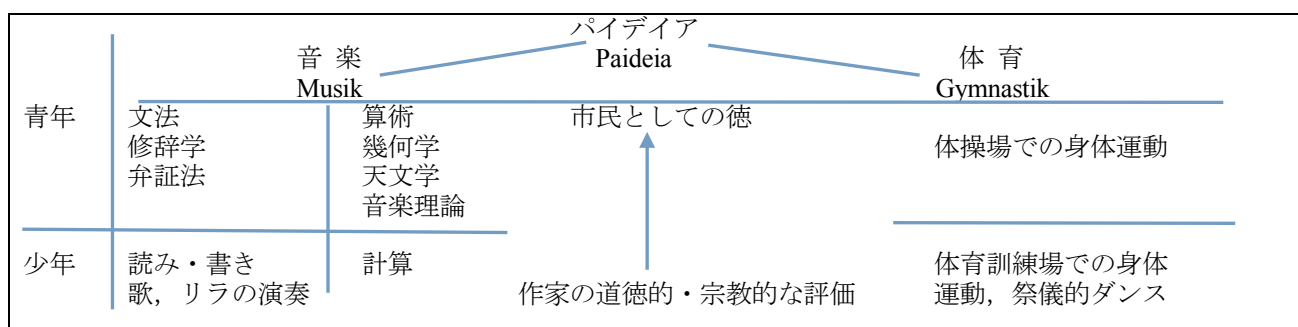 パイデイア
Paideia
音 楽
Musik
体 育
Gymnastik
青年
文法
修辞学
弁証法
算術
幾何学
天文学
音楽理論
市民としての徳
体操場での身体運動
少年
読み・書き
歌，リラの演奏
計算
作家の道徳的・宗教的な評価
体育訓練場での身体
運動，祭儀的ダンス